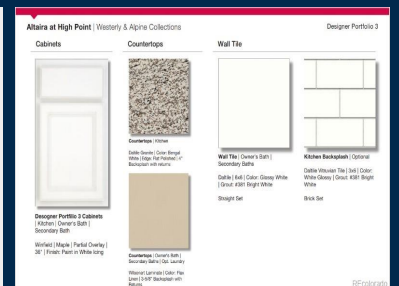 Altaira at High Point | Westerly & Alpine Collections
Designer Portfolio 3
Cabinets
Countertops
Wall Tile
Desogner Portfilio 3 Cabinets
| Kitchen | Owner's Bath |
Secondary Bath
Winfield | Maple | Partial Overlay |
36" | Finish: Paint in White Icing
Countertops | Kitchen
Daltile Granite | Color: Bengal
White | Edge: Flat Polished | 4"
Backsplash with returns
Countertops | Owner's Bath |
Secondary Baths | Opt. Laundry
Wilsonart Laminate | Color: Flax
Linen | 3-5/8" Backsplash with
Returns
Wall Tile | Owner's Bath |
Secondary Baths
Daltile | 6x6 | Color: Glossy White
| Grout: #381 Bright White
Straight Set
Kitchen Backsplash | Optional
Daltile Vitruvian Tile | 3x6 | Color:
White Glossy | Grout: #381 Bright
White
Brick Set
REcolorado